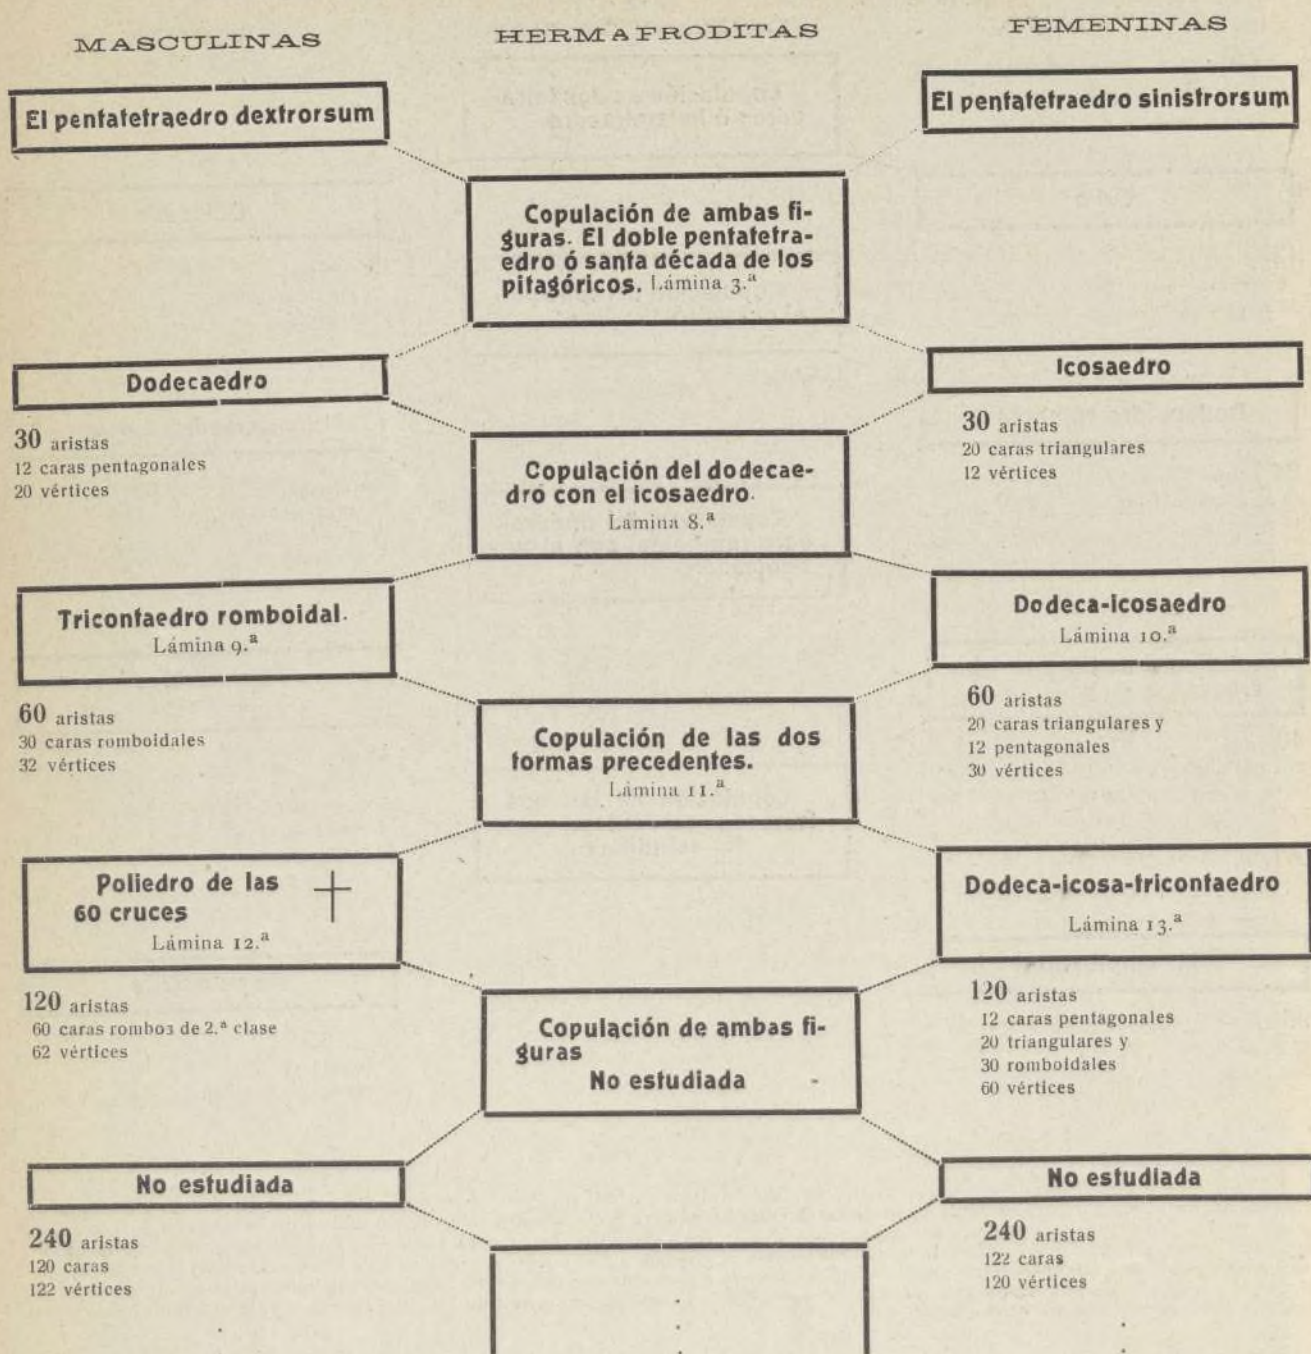 MASCULINAS
HERMAFRODITAS
FEMENINAS
El pentatetraedro dextrorsum
El pentatetraedro sinistrorsum
Copulación de ambas fi-
guras. El doble pentatetra-
edro ó santa década de los
pitagóricos. Lámina 3.ª
Dodecaedro
30 aristas
12 caras pentagonales
20 vértices
Icosaedro
30 aristas
20 caras triangulares
12 vértices
Copulación del dodecae-
dro con el icosaedro.
Lámina 8.ª
Tricontaedro romboidal.
Lámina 9.ª
60 aristas
30 caras romboidales
32 vértices
Dodeca-icosaedro
Lámina 10.ª
60 aristas
20 caras triangulares y
12 pentagonales
30 vértices
Copulación de las dos
formas precedentes.
Lámina 11.ª
Poliedro de las
60 cruces
Lámina 12.ª
120 aristas
60 caras rombos de 2.ª clase
62 vértices
Dodeca-icosa-tricontaedro
Lámina 13.ª
120 aristas
12 caras pentagonales
20 triangulares y
30 romboidales
60 vértices
Copulación de ambas fi-
guras
No estudiada
No estudiada
240 aristas
120 caras
122 vértices
No estudiada
240 aristas
122 caras
120 vértices